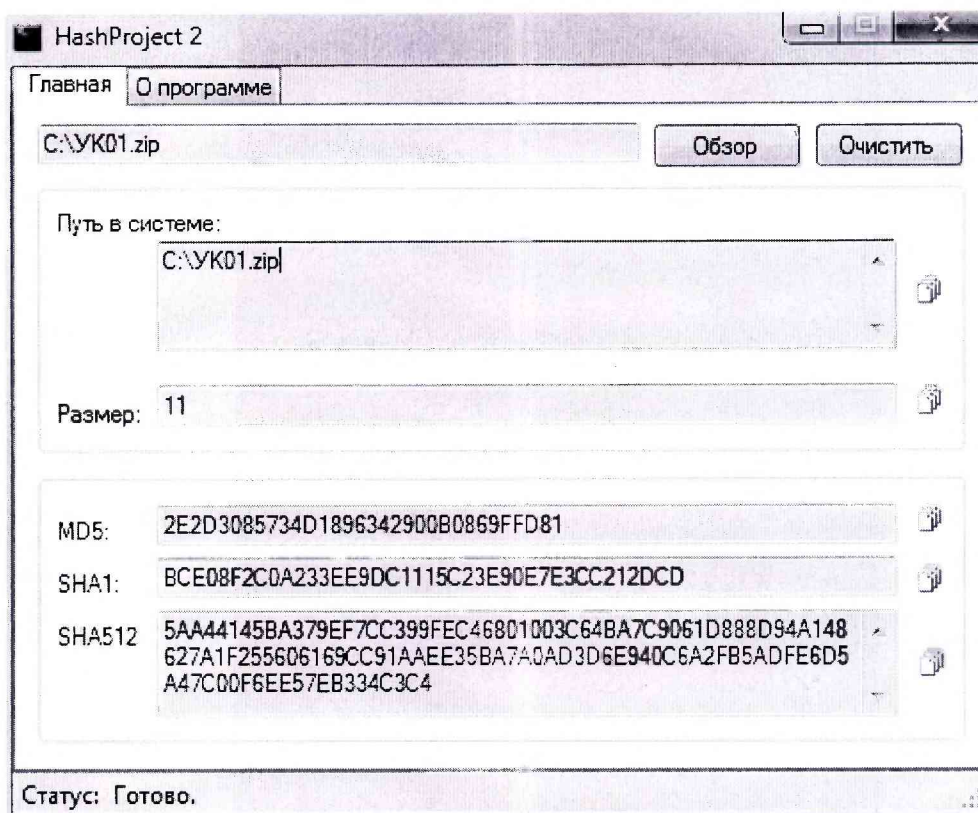 HashProject 2
Главная О программе
C:\УК01.zip Обзор Очистить
Путь в системе:
C:\УК01.zip
Размер: 11
MD5: 2E2D3085734D1896342900B0869FFD81
SHA1: BCE08F2C0A233EE9DC1115C23E90E7E3CC212DCD
SHA512 5AA44145BA379EF7CC399FEC46801003C64BA7C9061D888D94A148
627A1F255606169CC91AAEE35BA7A0AD3D6E940C6A2FB5ADFE6D5
A47C00F6EE57EB334C3C4
Статус: Готово.